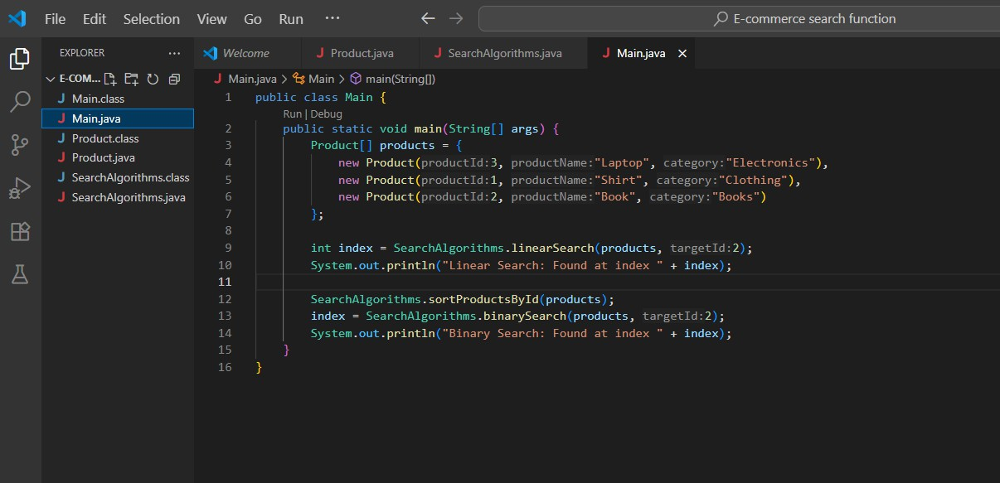 File Edit Selection View Go Run ··· E-commerce search function
EXPLORER ···
E-COM...
Main.class
Main.java
Product.class
Product.java
SearchAlgorithms.class
SearchAlgorithms.java
Welcome Product.java SearchAlgorithms.java Main.java
Main.java > Main > main(String[])
1 public class Main {
Run | Debug
2 public static void main(String[] args) {
3 Product[] products = {
4 new Product(productId:3, productName:"Laptop", category:"Electronics"),
5 new Product(productId:1, productName:"Shirt", category:"Clothing"),
6 new Product(productId:2, productName:"Book", category:"Books")
7 };
8
9 int index = SearchAlgorithms.linearSearch(products, targetId:2);
10 System.out.println("Linear Search: Found at index " + index);
11
12 SearchAlgorithms.sortProductsById(products);
13 index = SearchAlgorithms.binarySearch(products, targetId:2);
14 System.out.println("Binary Search: Found at index " + index);
15 }
16 }